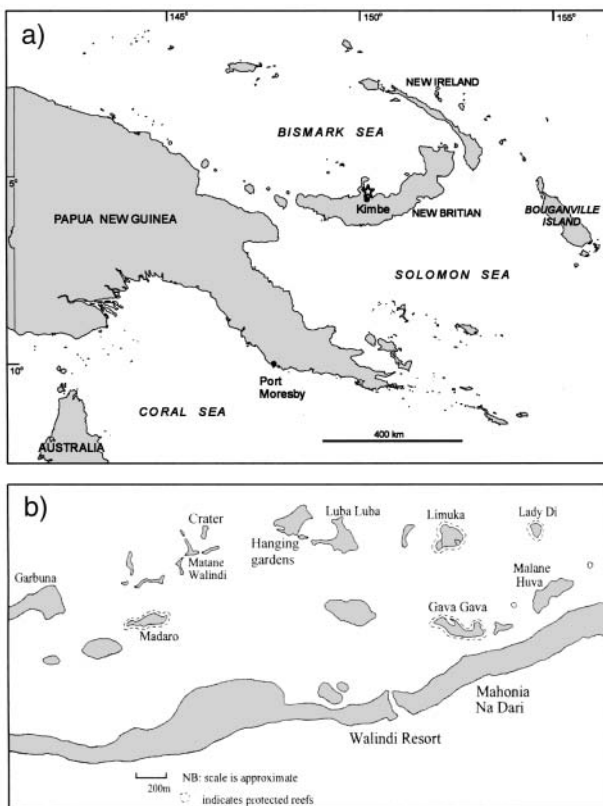 a)
145°
150°
155°
NEW IRELAND
BISMARK SEA
5°
Kimbe
PAPUA NEW GUINEA
NEW BRITIAN
BOUGANVILLE
ISLAND
SOLOMON SEA
10°
Port
Moresby
CORAL SEA
400 km
AUSTRALIA
b)
Crater
Luba Luba
Limuka
Lady Di
Matane
Walindi
Hanging
gardens
Malane
Huva
Garbuna
Gava Gava
Madaro
Mahonia
Na Dari
Walindi Resort
200m
NB: scale is approximate
indicates protected reefs